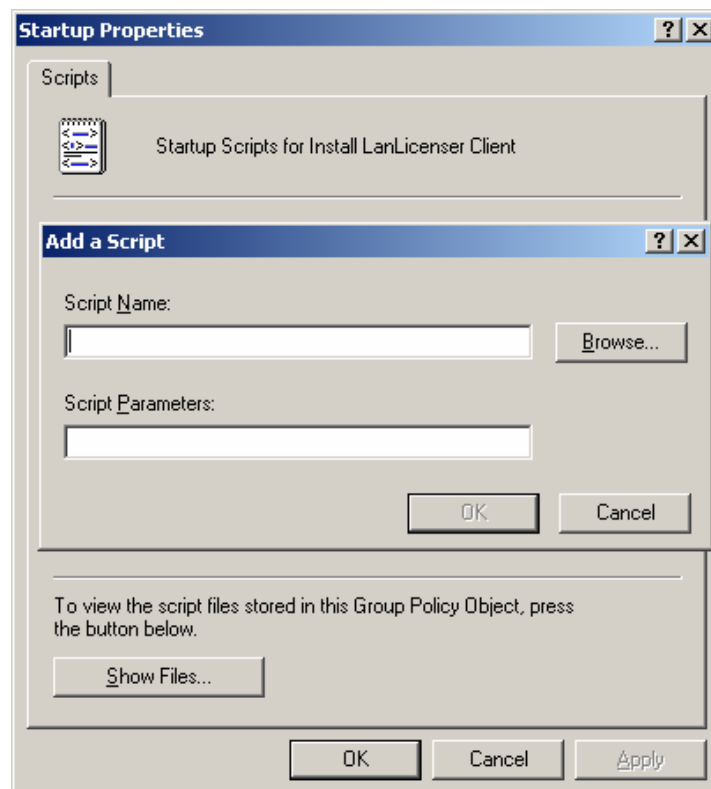 Startup Properties
Scripts
Startup Scripts for Install LanLicenser Client
Add a Script
Script Name:
Browse...
Script Parameters:
OK Cancel
To view the script files stored in this Group Policy Object, press
the button below.
Show Files...
OK Cancel Apply